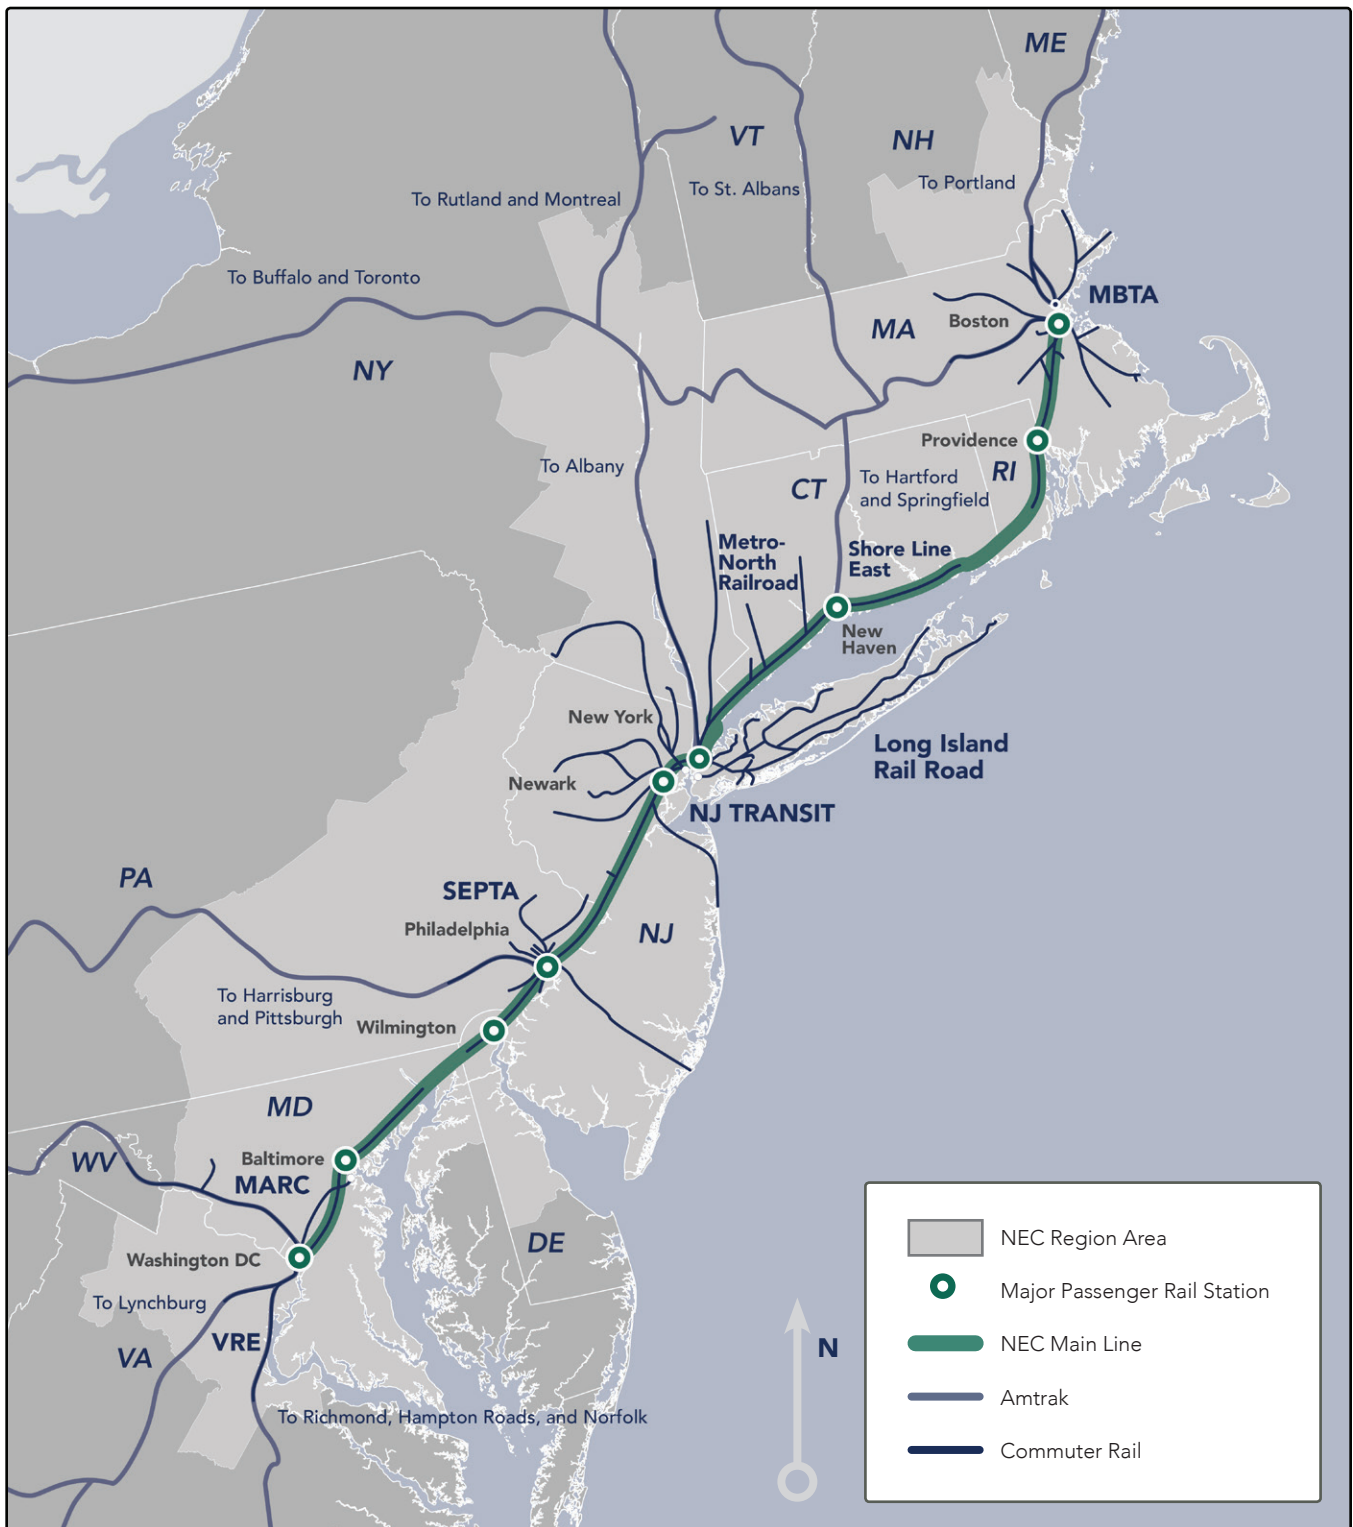 ME
VT
NH
To St. Albans
To Portland
To Rutland and Montreal
To Buffalo and Toronto
MBTA
Boston
MA
NY
Providence
RI
To Albany
CT
To Hartford
and Springfield
Metro-
North
Railroad
Shore Line
East
New
Haven
New York
Long Island
Rail Road
Newark
NJ TRANSIT
PA
SEPTA
Philadelphia
NJ
To Harrisburg
and Pittsburgh
Wilmington
MD
WV
Baltimore
MARC
DE
Washington DC
To Lynchburg
VRE
VA
To Richmond, Hampton Roads, and Norfolk
N
NEC Region Area
Major Passenger Rail Station
NEC Main Line
Amtrak
Commuter Rail